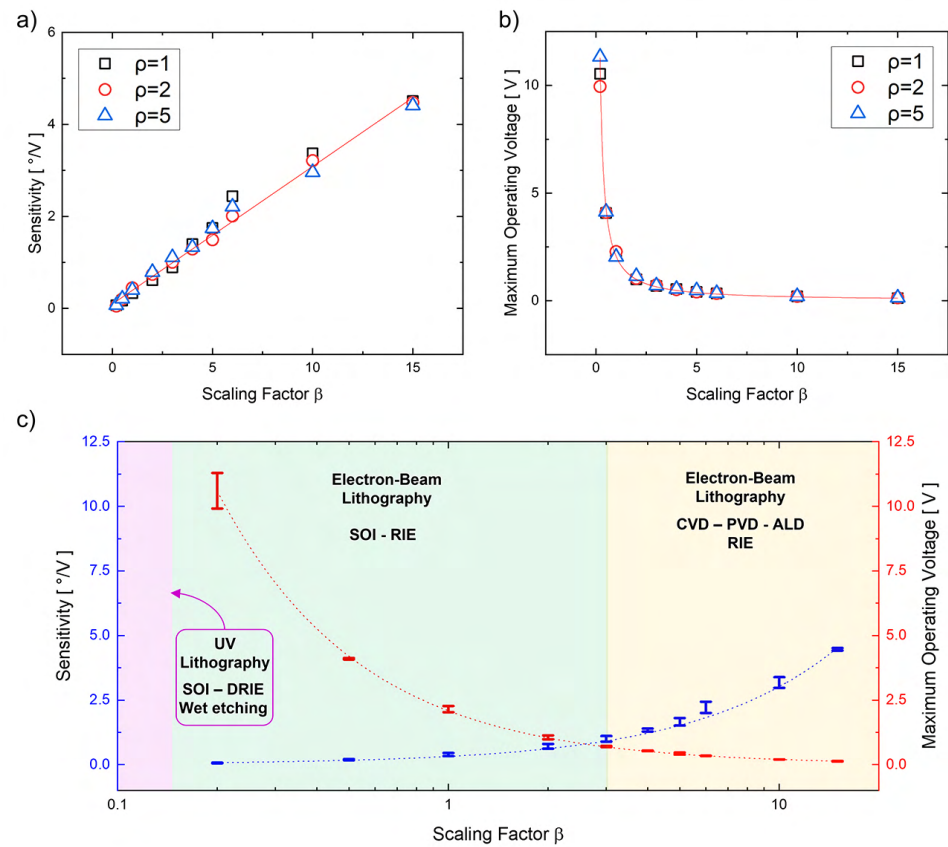 a)
6
4
2
0
Sensitivity [ °/V ]
ρ=1
ρ=2
ρ=5
0
5
10
15
Scaling Factor β
b)
10
5
0
Maximum Operating Voltage [ V ]
ρ=1
ρ=2
ρ=5
0
5
10
15
Scaling Factor β
c)
12.5
10.0
7.5
5.0
2.5
0.0
Sensitivity [ °/V ]
UV
Lithography
SOI – DRIE
Wet etching
Electron-Beam
Lithography
SOI - RIE
Electron-Beam
Lithography
CVD – PVD - ALD
RIE
12.5
10.0
7.5
5.0
2.5
0.0
Maximum Operating Voltage [ V ]
0.1
1
10
Scaling Factor β